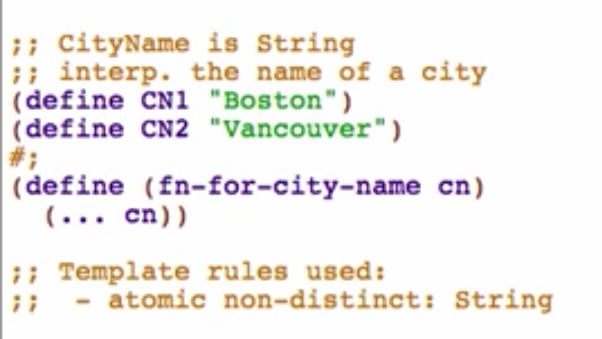 ;; CityName is String
;; interp. the name of a city
(define CN1 "Boston")
(define CN2 "Vancouver")
#;
(define (fn-for-city-name cn)
  (... cn))

;; Template rules used:
;;  - atomic non-distinct: String